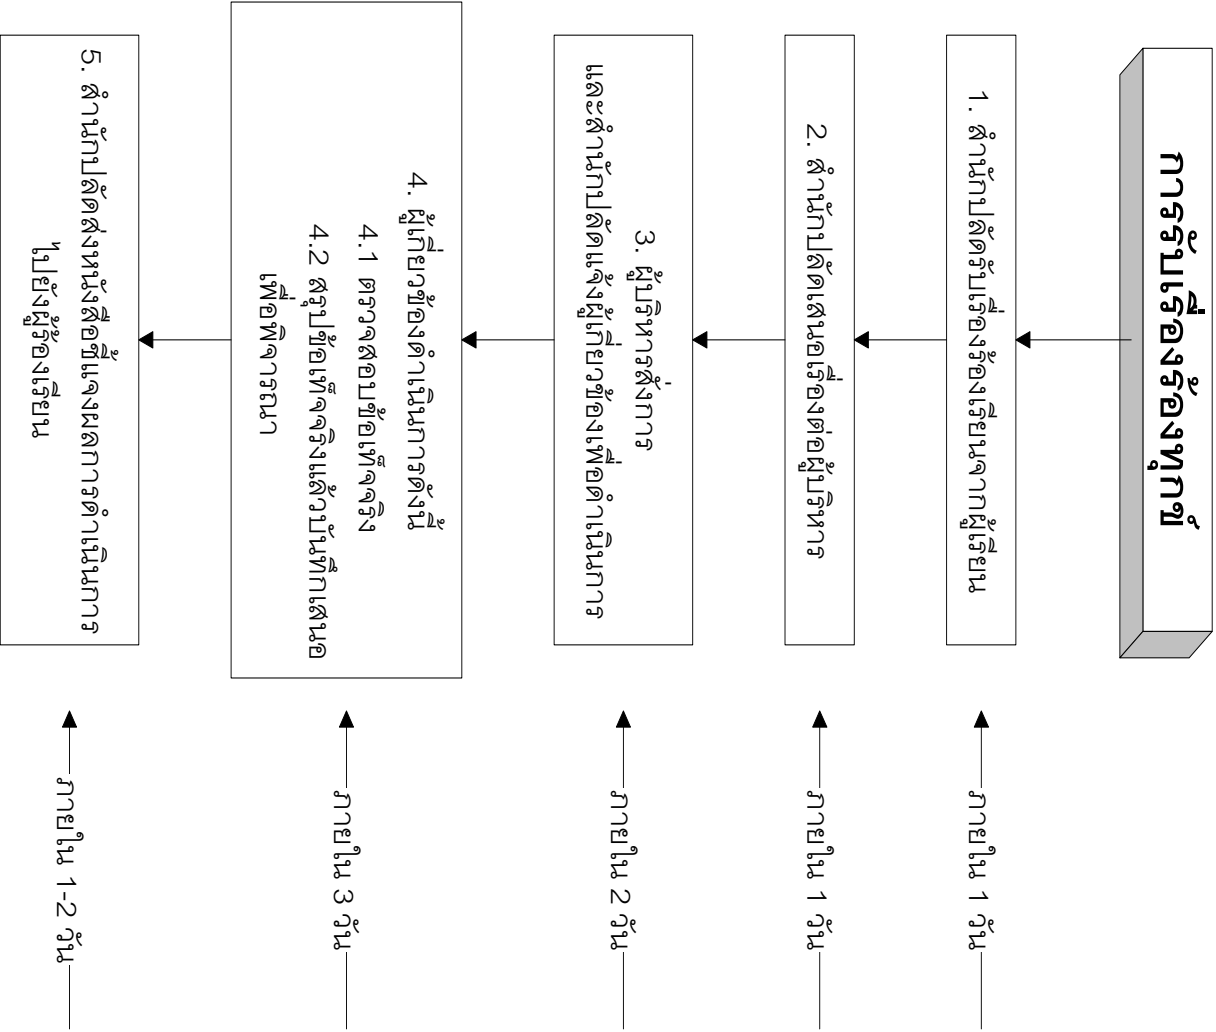 การรับเรื่องร้องทุกข์
1. สำนักปลัดรับเรื่องร้องเรียนจากผู้เรียน
ภายใน 1 วัน
2. สำนักปลัดเสนอเรื่องต่อผู้บริหาร
ภายใน 1 วัน
3. ผู้บริหารสั่งการ
และสำนักปลัดแจ้งผู้เกี่ยวข้องเพื่อดำเนินการ
ภายใน 2 วัน
4. ผู้เกี่ยวข้องดำเนินการดังนี้
4.1 ตรวจสอบข้อเท็จจริง
4.2 สรุปข้อเท็จจริงแล้วบันทึกเสนอ
เพื่อพิจารณา
ภายใน 3 วัน
5. สำนักปลัดส่งหนังสือชี้แจงผลการดำเนินการ
ไปยังผู้ร้องเรียน
ภายใน 1-2 วัน